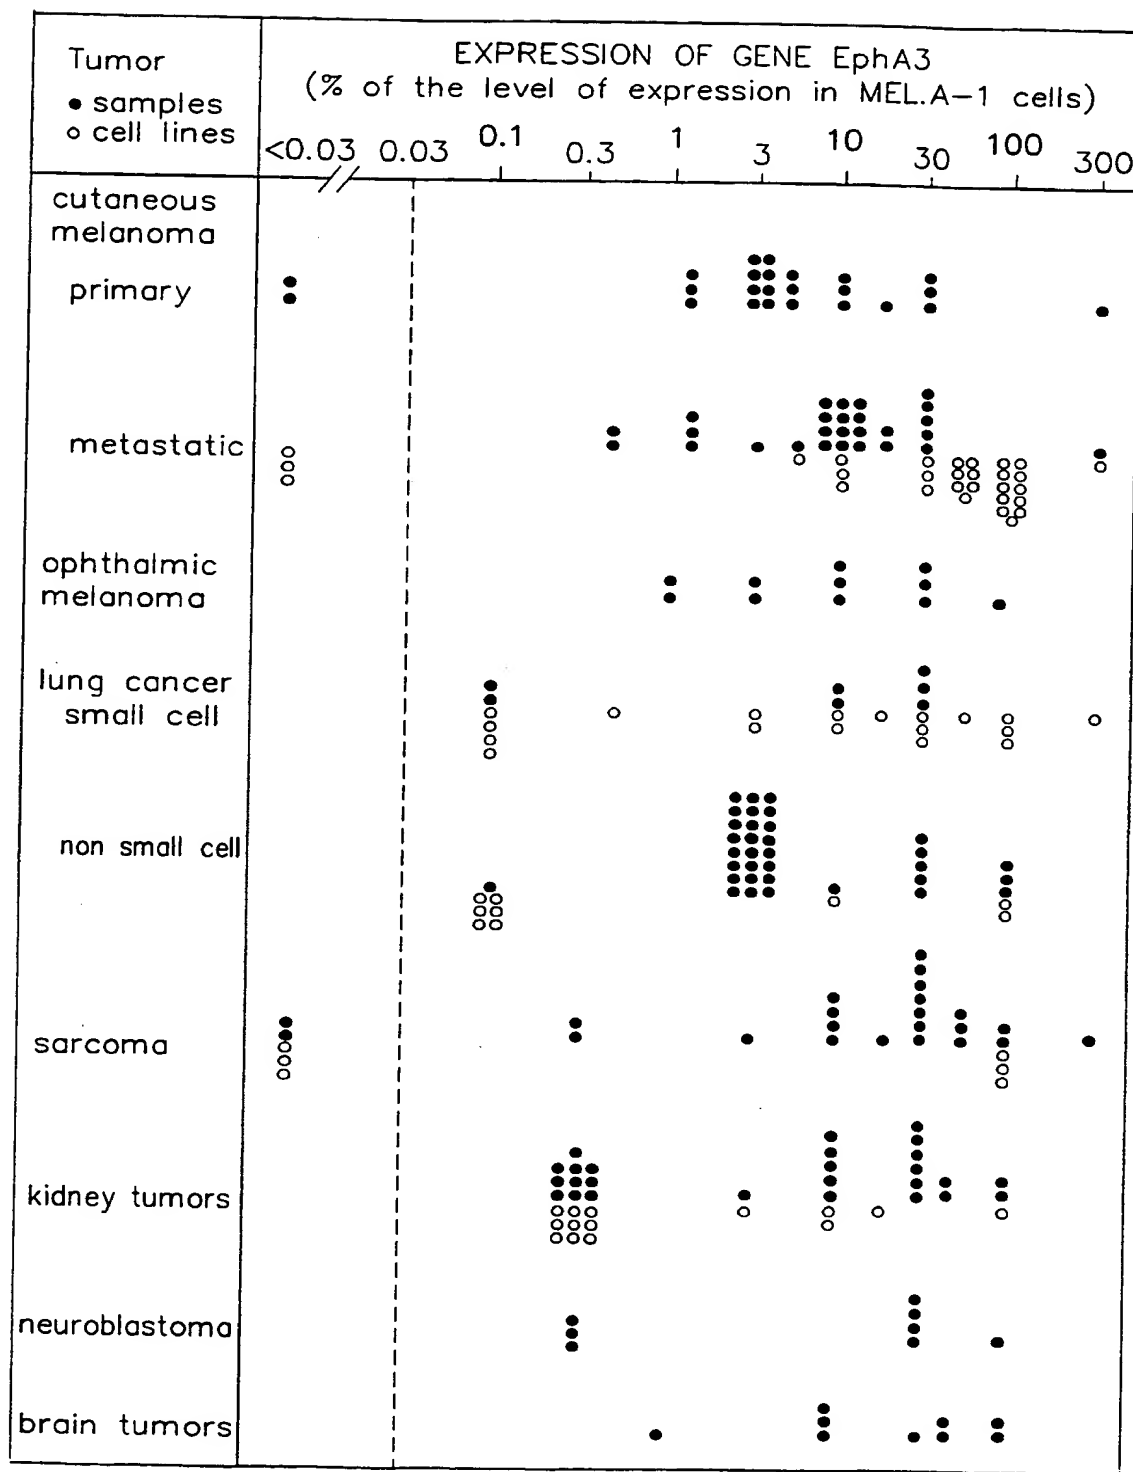 Tumor
● samples
○ cell lines
EXPRESSION OF GENE EphA3
(% of the level of expression in MEL.A-1 cells)
<0.03 0.03 0.1 0.3 1 3 10 30 100 300
cutaneous
melanoma
primary
metastatic
ophthalmic
melanoma
lung cancer
small cell
non small cell
sarcoma
kidney tumors
neuroblastoma
brain tumors